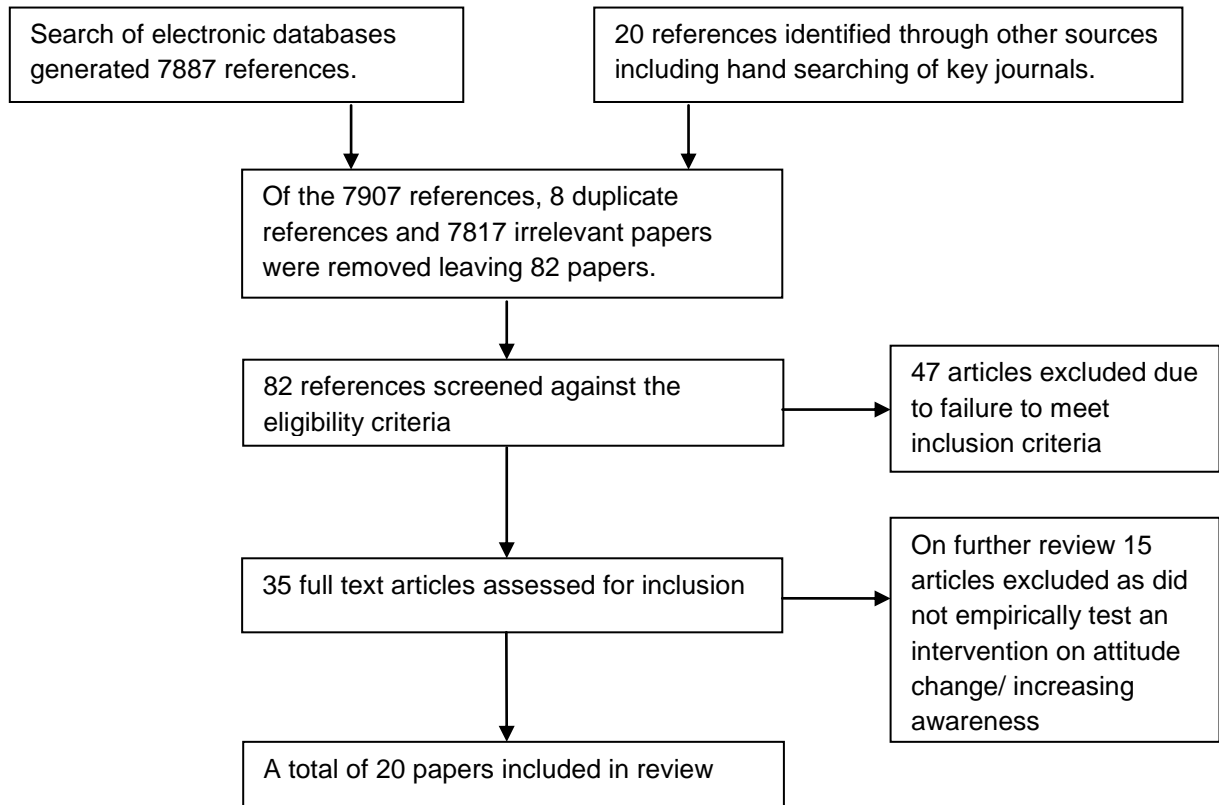 Search of electronic databases
generated 7887 references.
20 references identified through other sources
including hand searching of key journals.
Of the 7907 references, 8 duplicate
references and 7817 irrelevant papers
were removed leaving 82 papers.
82 references screened against the
eligibility criteria
47 articles excluded due
to failure to meet
inclusion criteria
35 full text articles assessed for inclusion
On further review 15
articles excluded as did
not empirically test an
intervention on attitude
change/ increasing
awareness
A total of 20 papers included in review